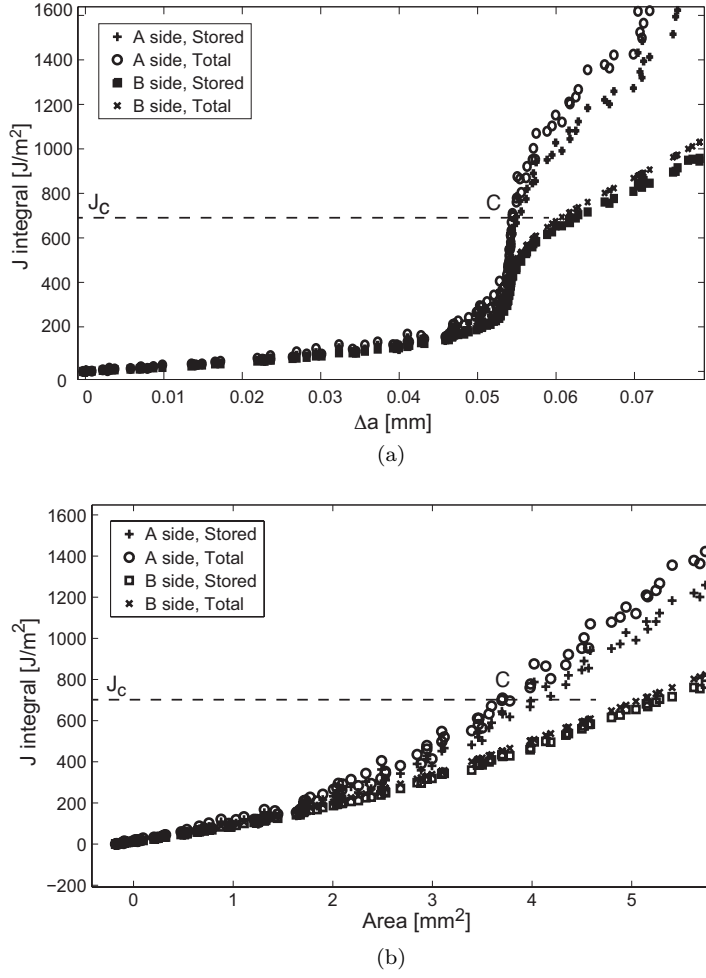 1600
1400
1200
1000
800
600
400
200
0
J integral [J/m²]
+ A side, Stored
o A side, Total
■ B side, Stored
× B side, Total
J_c
C
0 0.01 0.02 0.03 0.04 0.05 0.06 0.07
Δa [mm]
(a)
1600
1400
1200
1000
800
600
400
200
0
−200
J integral [J/m²]
+ A side, Stored
o A side, Total
□ B side, Stored
× B side, Total
J_c
C
0 1 2 3 4 5
Area [mm²]
(b)